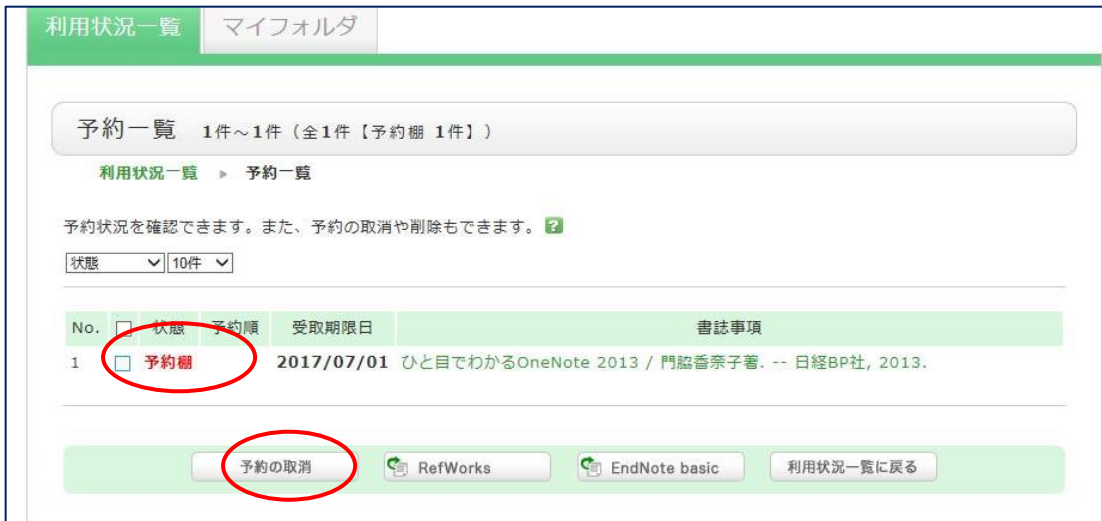 利用状況一覧 マイフォルダ
予約一覧 1件~1件 (全1件【予約棚 1件】)
利用状況一覧 ▶ 予約一覧
予約状況を確認できます。また、予約の取消や削除もできます。 ?
状態 10件
No. 状態 予約順 受取期限日 書誌事項
1 予約棚 2017/07/01 ひと目でわかるOneNote 2013 / 門脇香奈子著. -- 日経BP社, 2013.
予約の取消 RefWorks EndNote basic 利用状況一覧に戻る